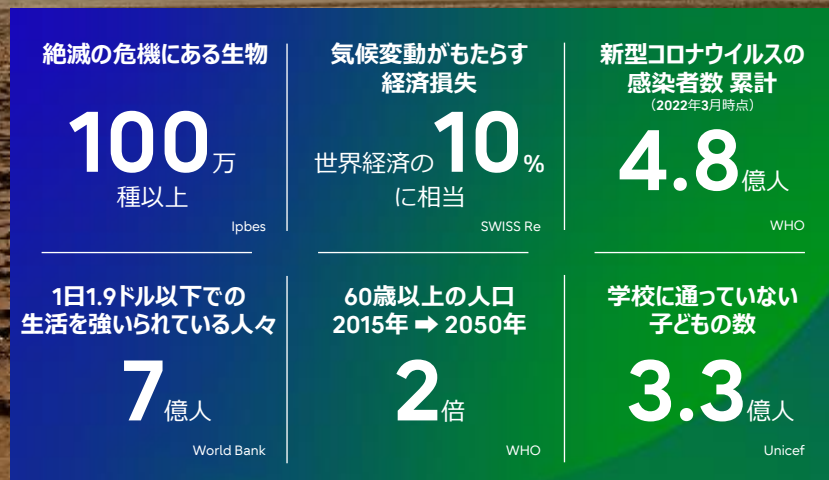 絶滅の危機にある生物
100万
種以上
Ipbes
気候変動がもたらす
経済損失
世界経済の10%
に相当
SWISS Re
新型コロナウイルスの
感染者数 累計
(2022年3月時点)
4.8億人
WHO
1日1.9ドル以下での
生活を強いられている人々
7億人
World Bank
60歳以上の人口
2015年 ➡ 2050年
2倍
WHO
学校に通っていない
子どもの数
3.3億人
Unicef